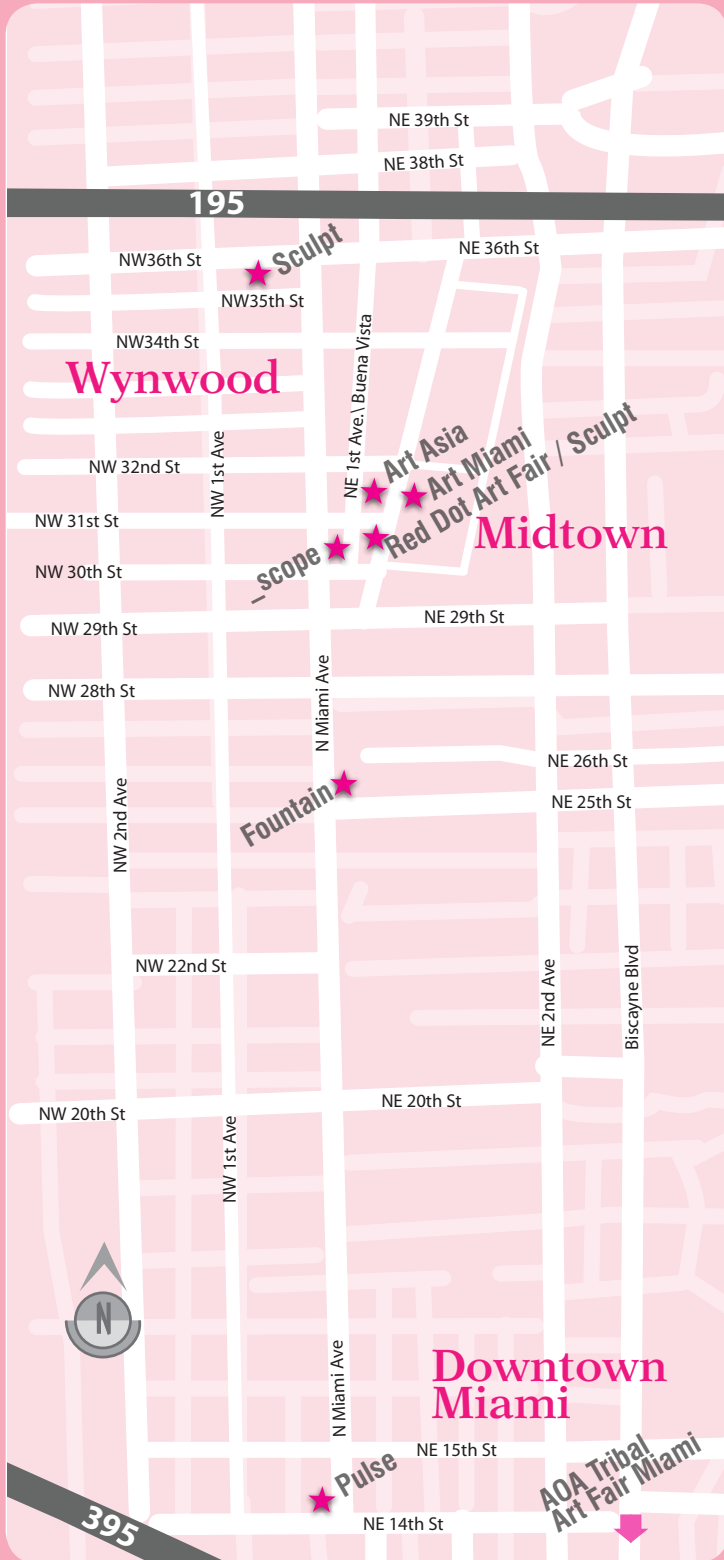 NE 39th St
NE 38th St
195
NW36th St
Sculpt
NE 36th St
NW35th St
NW34th St
NE 1st Ave.\ Buena Vista
Wynwood
NW 1st Ave
NW 32nd St
Art Asia
Art Miami
Red Dot Art Fair / Sculpt
NW 31st St
Midtown
_scope
NW 30th St
NW 29th St
NE 29th St
NW 28th St
N Miami Ave
NE 26th St
NE 25th St
Fountain
NW 2nd Ave
NW 22nd St
NE 2nd Ave
Biscayne Blvd
NW 20th St
NE 20th St
NW 1st Ave
N
N Miami Ave
Downtown
Miami
NE 15th St
Pulse
AOA Tribal
Art Fair Miami
395
NE 14th St